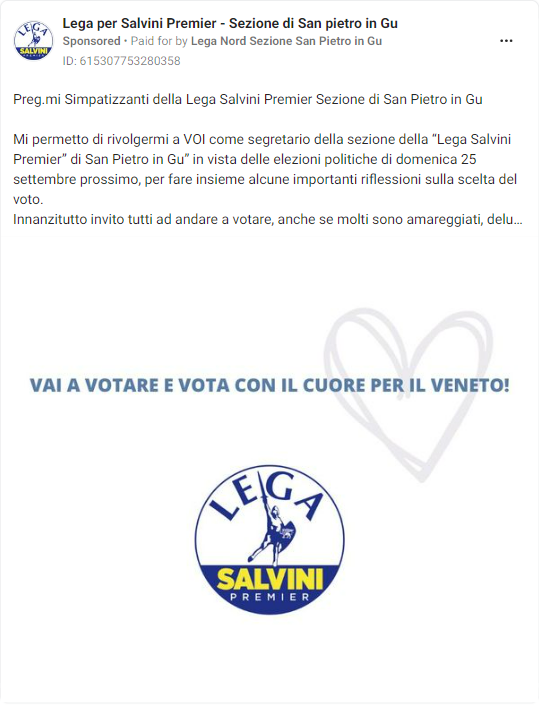 Lega per Salvini Premier - Sezione di San pietro in Gu
Sponsored • Paid for by Lega Nord Sezione San Pietro in Gu
ID: 615307753280358
Preg.mi Simpatizzanti della Lega Salvini Premier Sezione di San Pietro in Gu
Mi permetto di rivolgermi a VOI come segretario della sezione della “Lega Salvini
Premier” di San Pietro in Gu” in vista delle elezioni politiche di domenica 25
settembre prossimo, per fare insieme alcune importanti riflessioni sulla scelta del
voto.
Innanzitutto invito tutti ad andare a votare, anche se molti sono amareggiati, delu...
VAI A VOTARE E VOTA CON IL CUORE PER IL VENETO!
LEGA
SALVINI
PREMIER